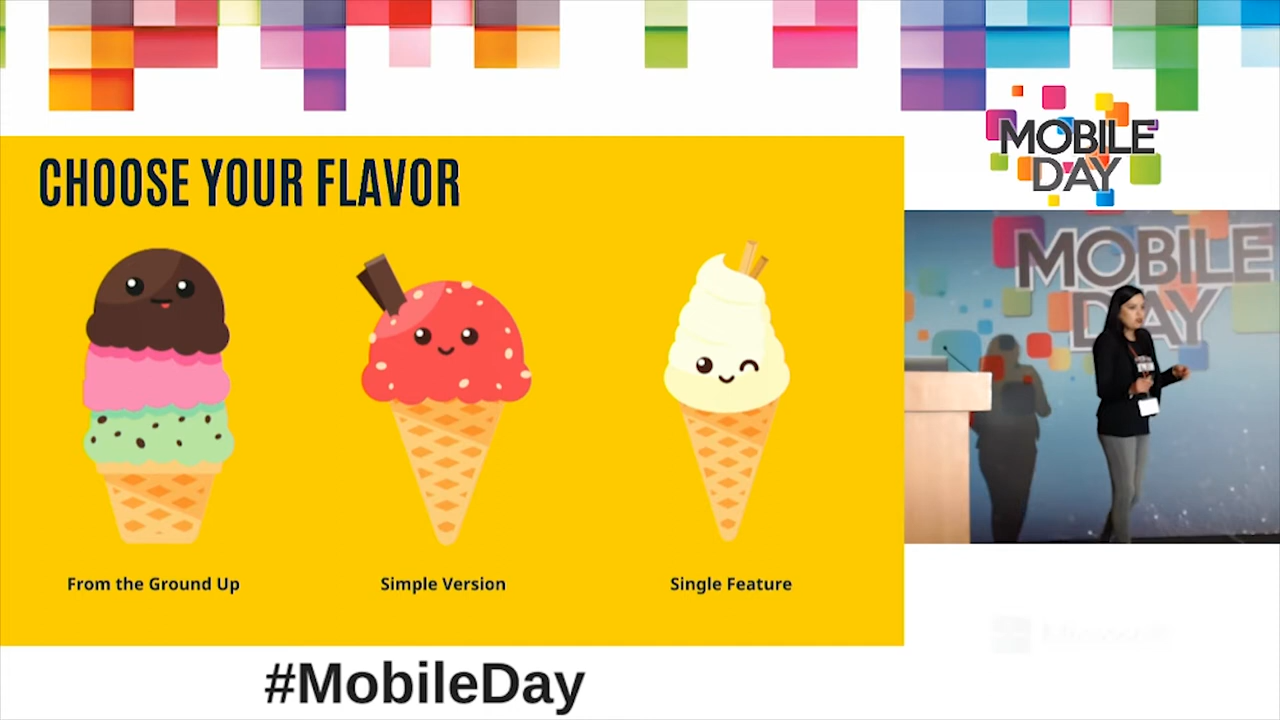 MOBILE
DAY
CHOOSE YOUR FLAVOR
MOBILE
DAY
From the Ground Up
Simple Version
Single Feature
#MobileDay